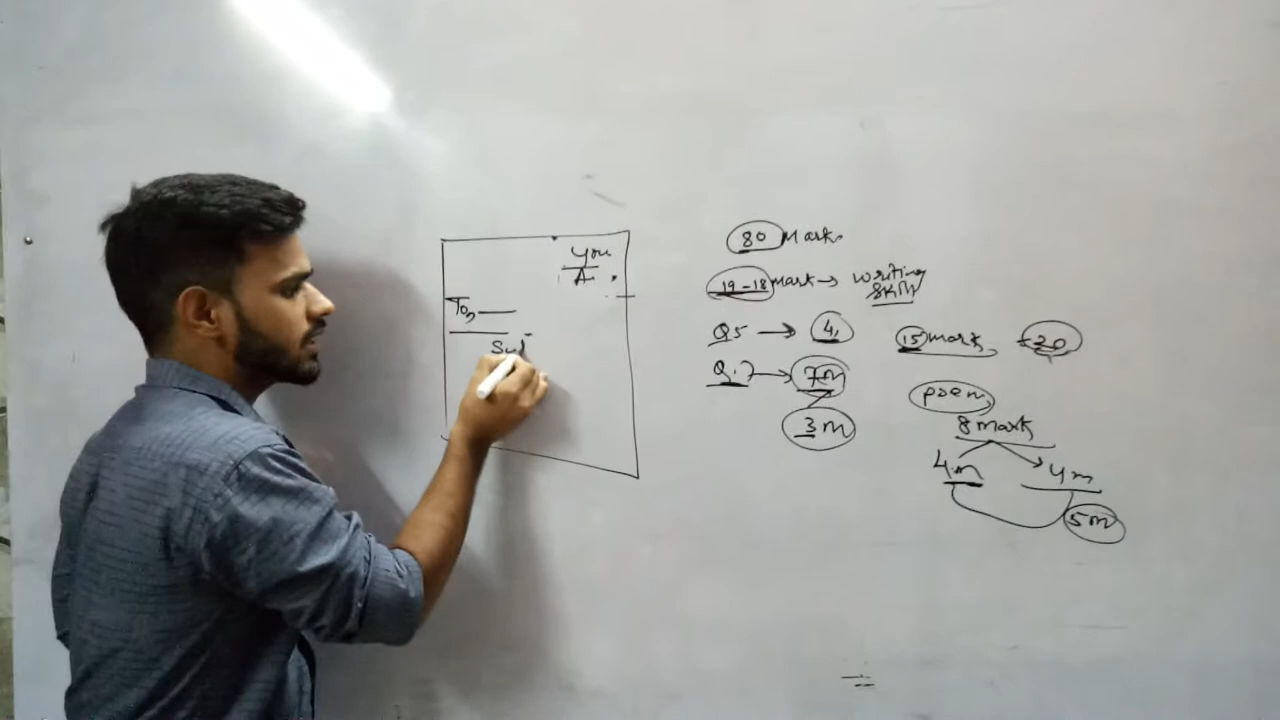 You
A
To,
Sub
80 Mark
19-18 mark → writing
skill
Q5 → 4
15 mark 20
Q.7 → 7m
3m
poem
8 mark
4m 4m
5m